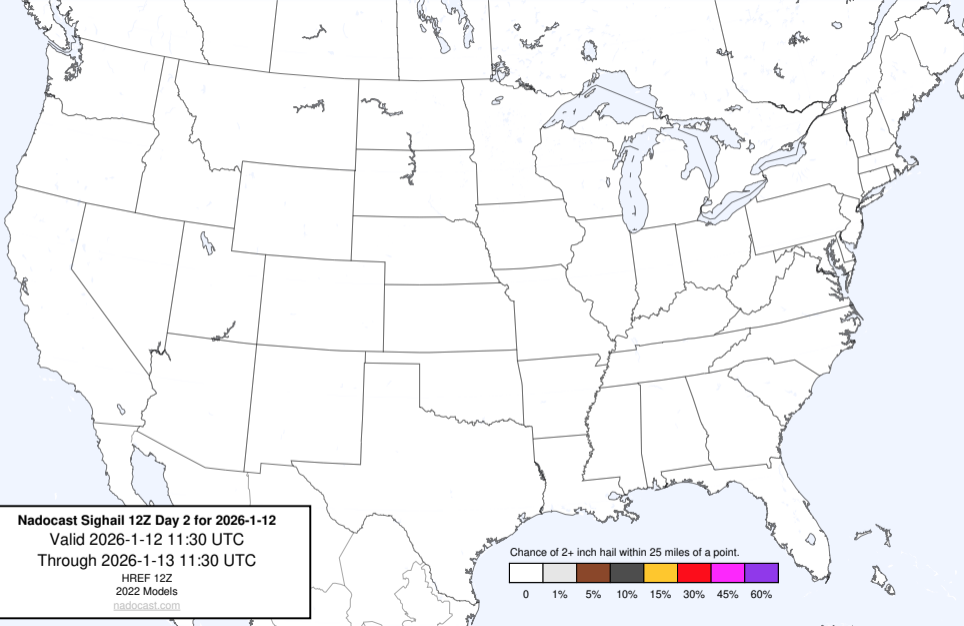 Nadocast Sighail 12Z Day 2 for 2026-1-12
Valid 2026-1-12 11:30 UTC
Through 2026-1-13 11:30 UTC
HREF 12Z
2022 Models
nadocast.com
Chance of 2+ inch hail within 25 miles of a point.
0 1% 5% 10% 15% 30% 45% 60%